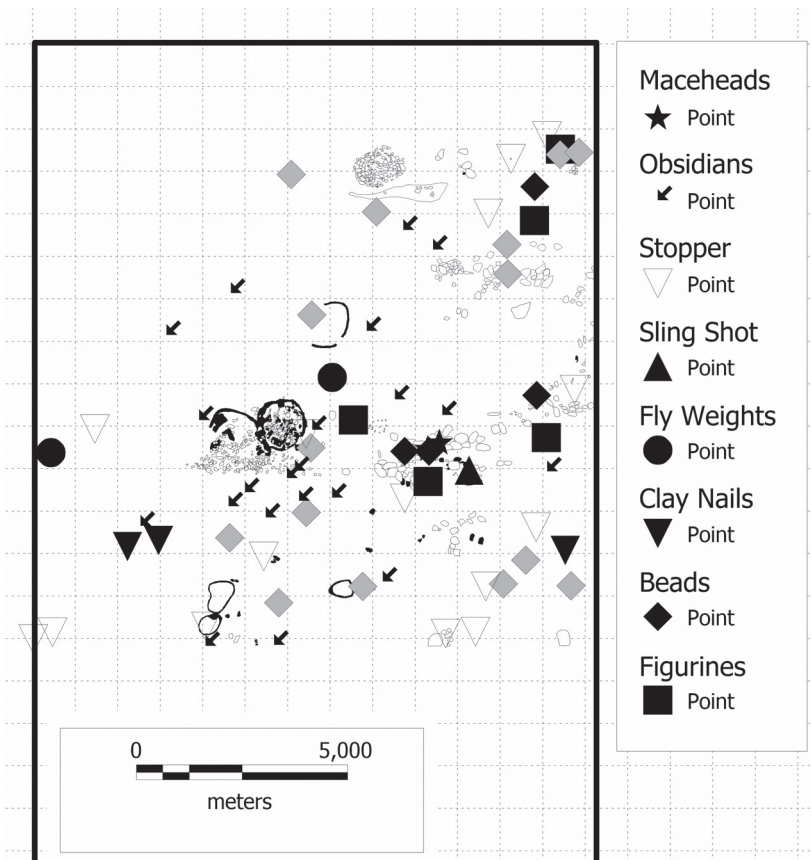 Maceheads
Point
Obsidians
Point
Stopper
Point
Sling Shot
Point
Fly Weights
Point
Clay Nails
Point
Beads
Point
Figurines
Point
0 5,000
meters